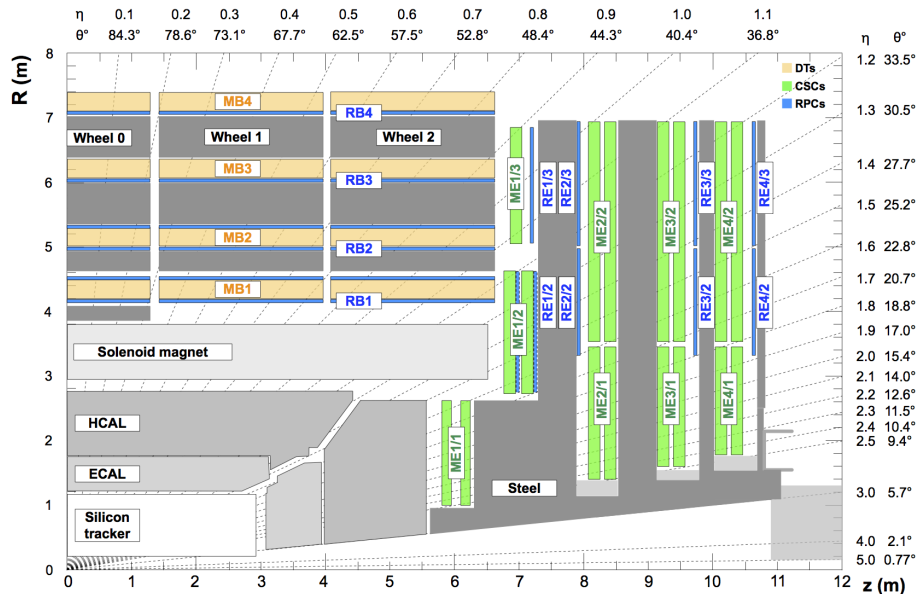 η 0.1 0.2 0.3 0.4 0.5 0.6 0.7 0.8 0.9 1.0 1.1 η θ°
θ° 84.3° 78.6° 73.1° 67.7° 62.5° 57.5° 52.8° 48.4° 44.3° 40.4° 36.8°
R (m)
8
7
6
5
4
3
2
1
0
1.2 33.5°
1.3 30.5°
1.4 27.7°
1.5 25.2°
1.6 22.8°
1.7 20.7°
1.8 18.8°
1.9 17.0°
2.0 15.4°
2.1 14.0°
2.2 12.6°
2.3 11.5°
2.4 10.4°
2.5 9.4°
3.0 5.7°
4.0 2.1°
5.0 0.77°
DTs
CSCs
RPCs
MB4
RB4
Wheel 0 Wheel 1 Wheel 2
MB3
RB3
MB2
RB2
MB1
RB1
Solenoid magnet
HCAL
ECAL
Silicon
tracker
Steel
ME1/3
RE1/3
RE2/3
ME2/2
ME3/2
RE3/3
ME4/2
RE4/3
ME1/2
RE1/2
RE2/2
RE3/2
RE4/2
ME1/1
ME2/1
ME3/1
ME4/1
0 1 2 3 4 5 6 7 8 9 10 11 12
z (m)